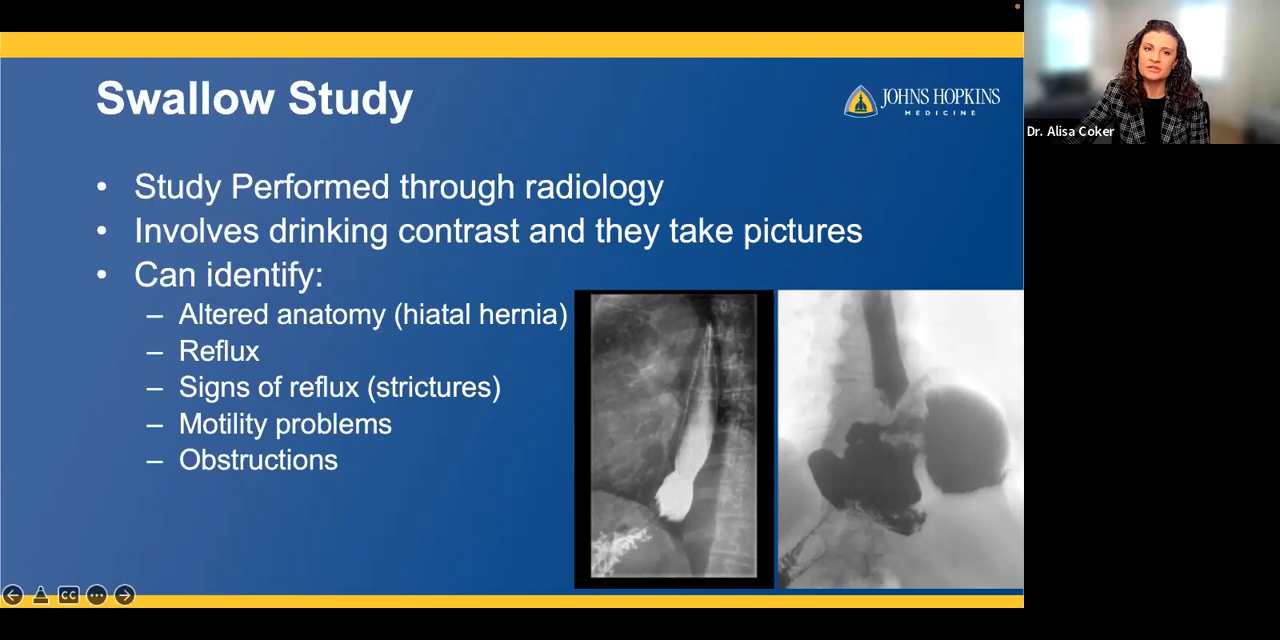 Swallow Study
JOHNS HOPKINS
MEDICINE
Dr. Alisa Coker
• Study Performed through radiology
• Involves drinking contrast and they take pictures
• Can identify:
– Altered anatomy (hiatal hernia)
– Reflux
– Signs of reflux (strictures)
– Motility problems
– Obstructions
CC